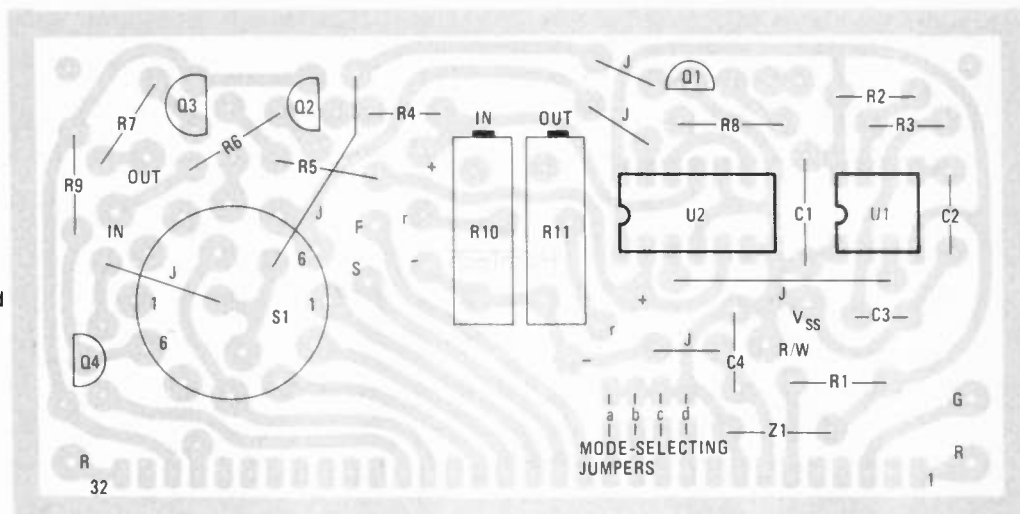 d
Q3
Q2
Q1
R7
R6
R4
IN
OUT
J
J
R8
R2
R3
R9
OUT
R5
+
IN
J
J
F
r
S
-
6
1
1
6
S1
R10
R11
U2
C1
U1
C2
J
+
VSS
C3
r
R/W
-
J
C4
R1
Q4
a b c d
G
Z1
MODE-SELECTING
JUMPERS
R
32
R
1